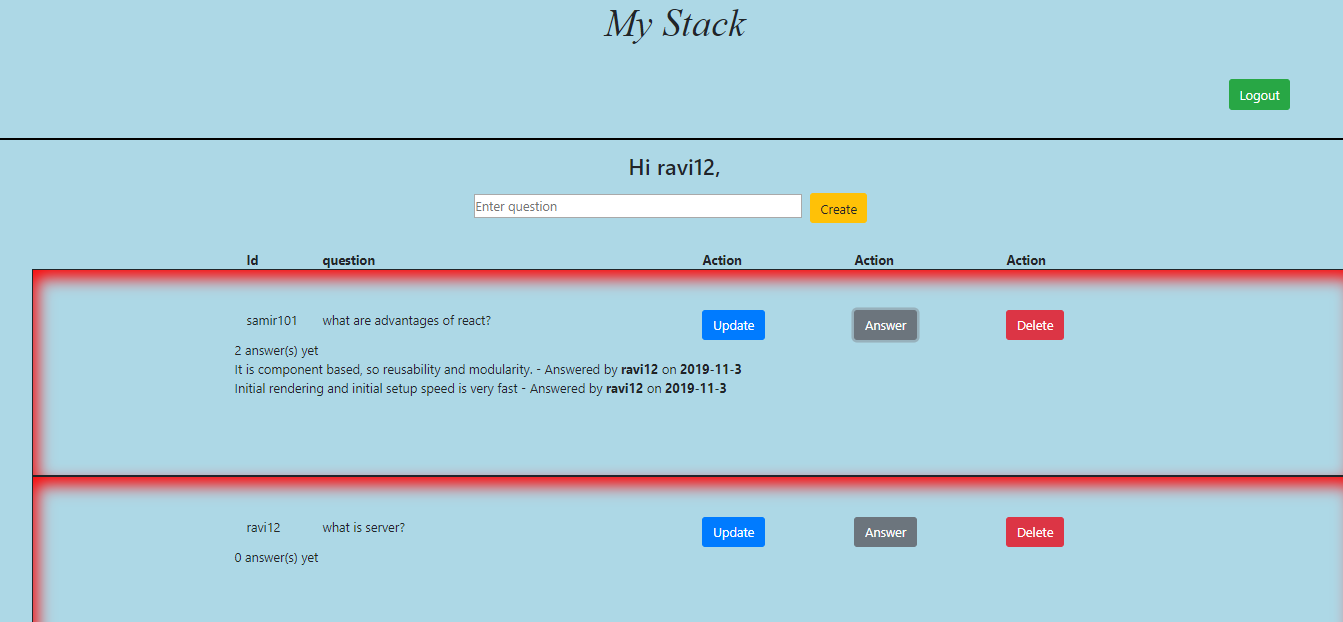 My Stack
Logout
Hi ravi12,
Enter question Create
Id question Action Action Action
samir101 what are advantages of react? Update Answer Delete
2 answer(s) yet
It is component based, so reusability and modularity. - Answered by ravi12 on 2019-11-3
Initial rendering and initial setup speed is very fast - Answered by ravi12 on 2019-11-3
ravi12 what is server? Update Answer Delete
0 answer(s) yet